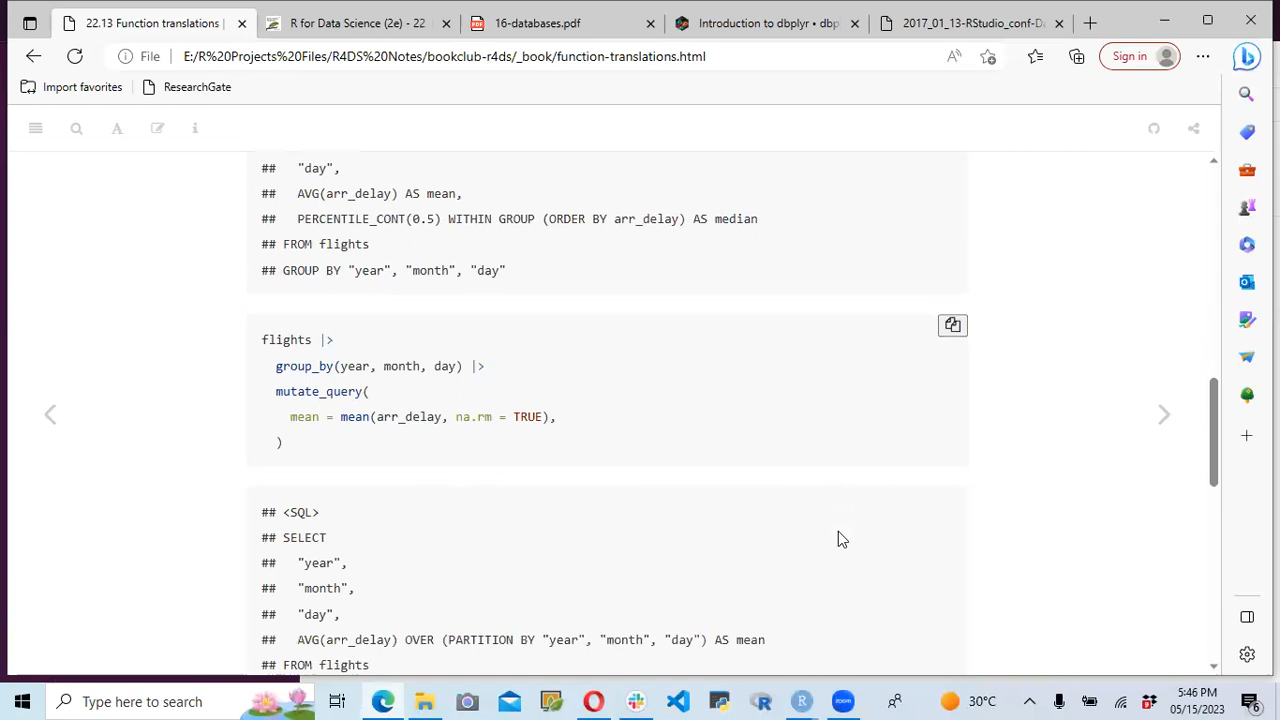 22.13 Function translations |
R for Data Science (2e) - 22
16-databases.pdf
Introduction to dbplyr • dbp
2017_01_13-RStudio_conf-Da
File
E:/R%20Projects%20Files/R4DS%20Notes/bookclub-r4ds/_book/function-translations.html
Sign in
Import favorites
ResearchGate
##   "day",
##   AVG(arr_delay) AS mean,
##   PERCENTILE_CONT(0.5) WITHIN GROUP (ORDER BY arr_delay) AS median
## FROM flights
## GROUP BY "year", "month", "day"
flights |>
  group_by(year, month, day) |>
  mutate_query(
    mean = mean(arr_delay, na.rm = TRUE),
  )
## <SQL>
## SELECT
##   "year",
##   "month",
##   "day",
##   AVG(arr_delay) OVER (PARTITION BY "year", "month", "day") AS mean
## FROM flights
Type here to search
zoom
30°C
5:46 PM
05/15/2023
6